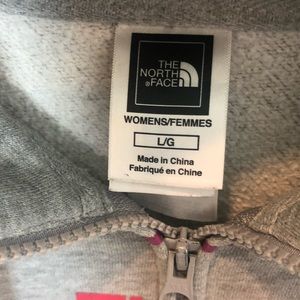 THE
NORTH
®FACE
WOMENS/FEMMES
L/G
Made in China
Fabriqué en Chine